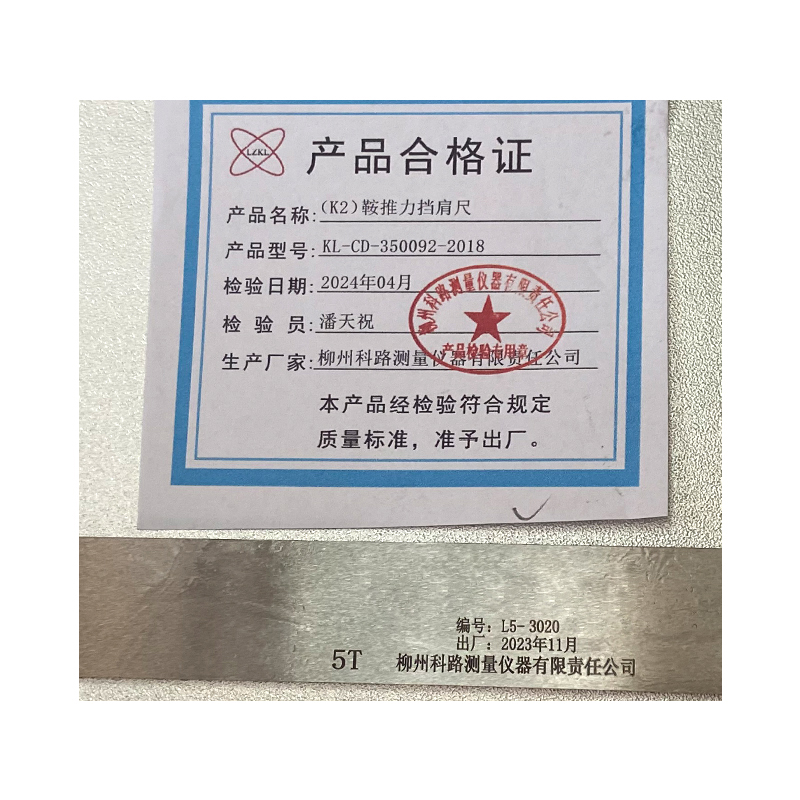 LZKL
产品合格证
产品名称:(K2)鞍推力挡肩尺
产品型号:KL-CD-350092-2018
检验日期:2024年04月
检 验 员:潘天祝
生产厂家:柳州科路测量仪器有限责任公司
柳州科路测量仪器有限责任公司
产品检验专用章
本产品经检验符合规定
质量标准，准予出厂。
编号：L5-3020
出厂：2023年11月
5T 柳州科路测量仪器有限责任公司